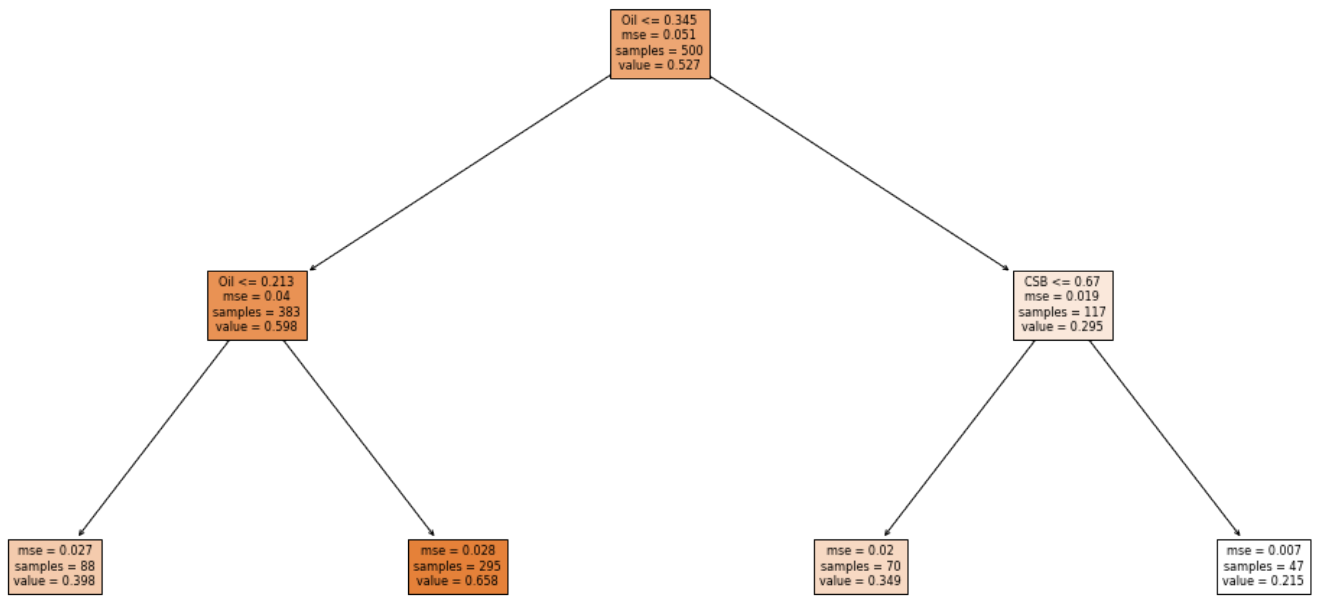 Oil <= 0.345
mse = 0.051
samples = 500
value = 0.527
Oil <= 0.213
mse = 0.04
samples = 383
value = 0.598
CSB <= 0.67
mse = 0.019
samples = 117
value = 0.295
mse = 0.027
samples = 88
value = 0.398
mse = 0.028
samples = 295
value = 0.658
mse = 0.02
samples = 70
value = 0.349
mse = 0.007
samples = 47
value = 0.215